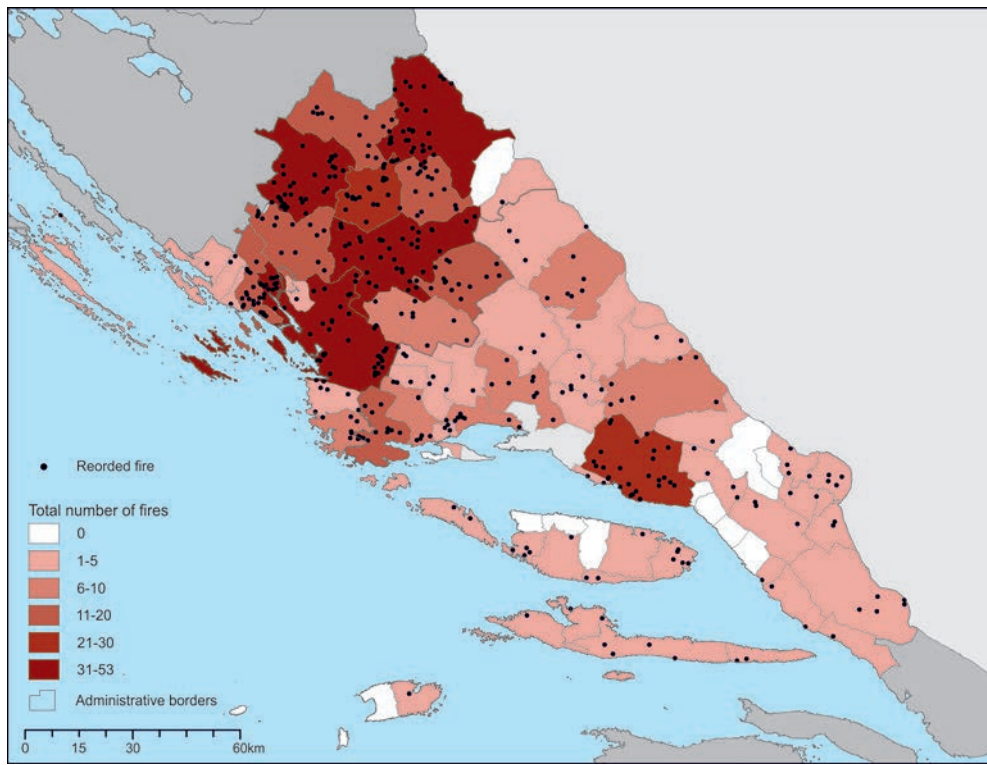 Reorded fire
Total number of fires
0
1-5
6-10
11-20
21-30
31-53
Administrative borders
0 15 30 60km